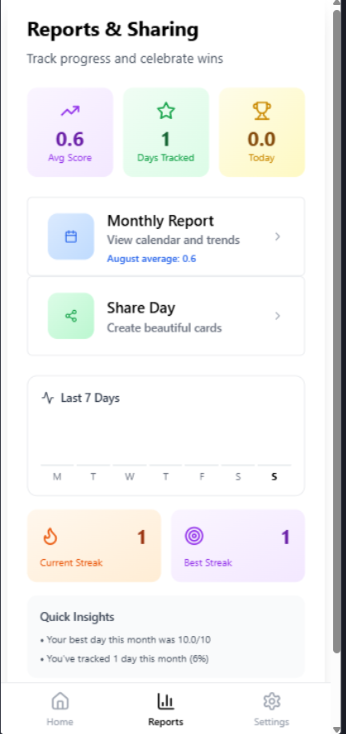 Reports & Sharing
Track progress and celebrate wins
0.6
Avg Score
1
Days Tracked
0.0
Today
Monthly Report
View calendar and trends
August average: 0.6
Share Day
Create beautiful cards
Last 7 Days
M T W T F S S
1
Current Streak
1
Best Streak
Quick Insights
• Your best day this month was 10.0/10
• You've tracked 1 day this month (6%)
Home Reports Settings